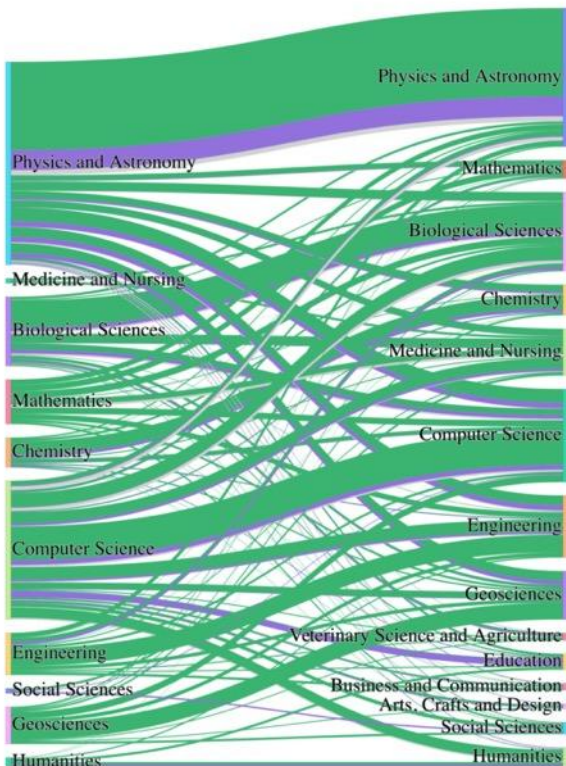 Physics and Astronomy
Medicine and Nursing
Biological Sciences
Mathematics
Chemistry
Computer Science
Engineering
Social Sciences
Geosciences
Humanities
Physics and Astronomy
Mathematics
Biological Sciences
Chemistry
Medicine and Nursing
Computer Science
Engineering
Geosciences
Veterinary Science and Agriculture
Education
Business and Communication
Arts, Crafts and Design
Social Sciences
Humanities